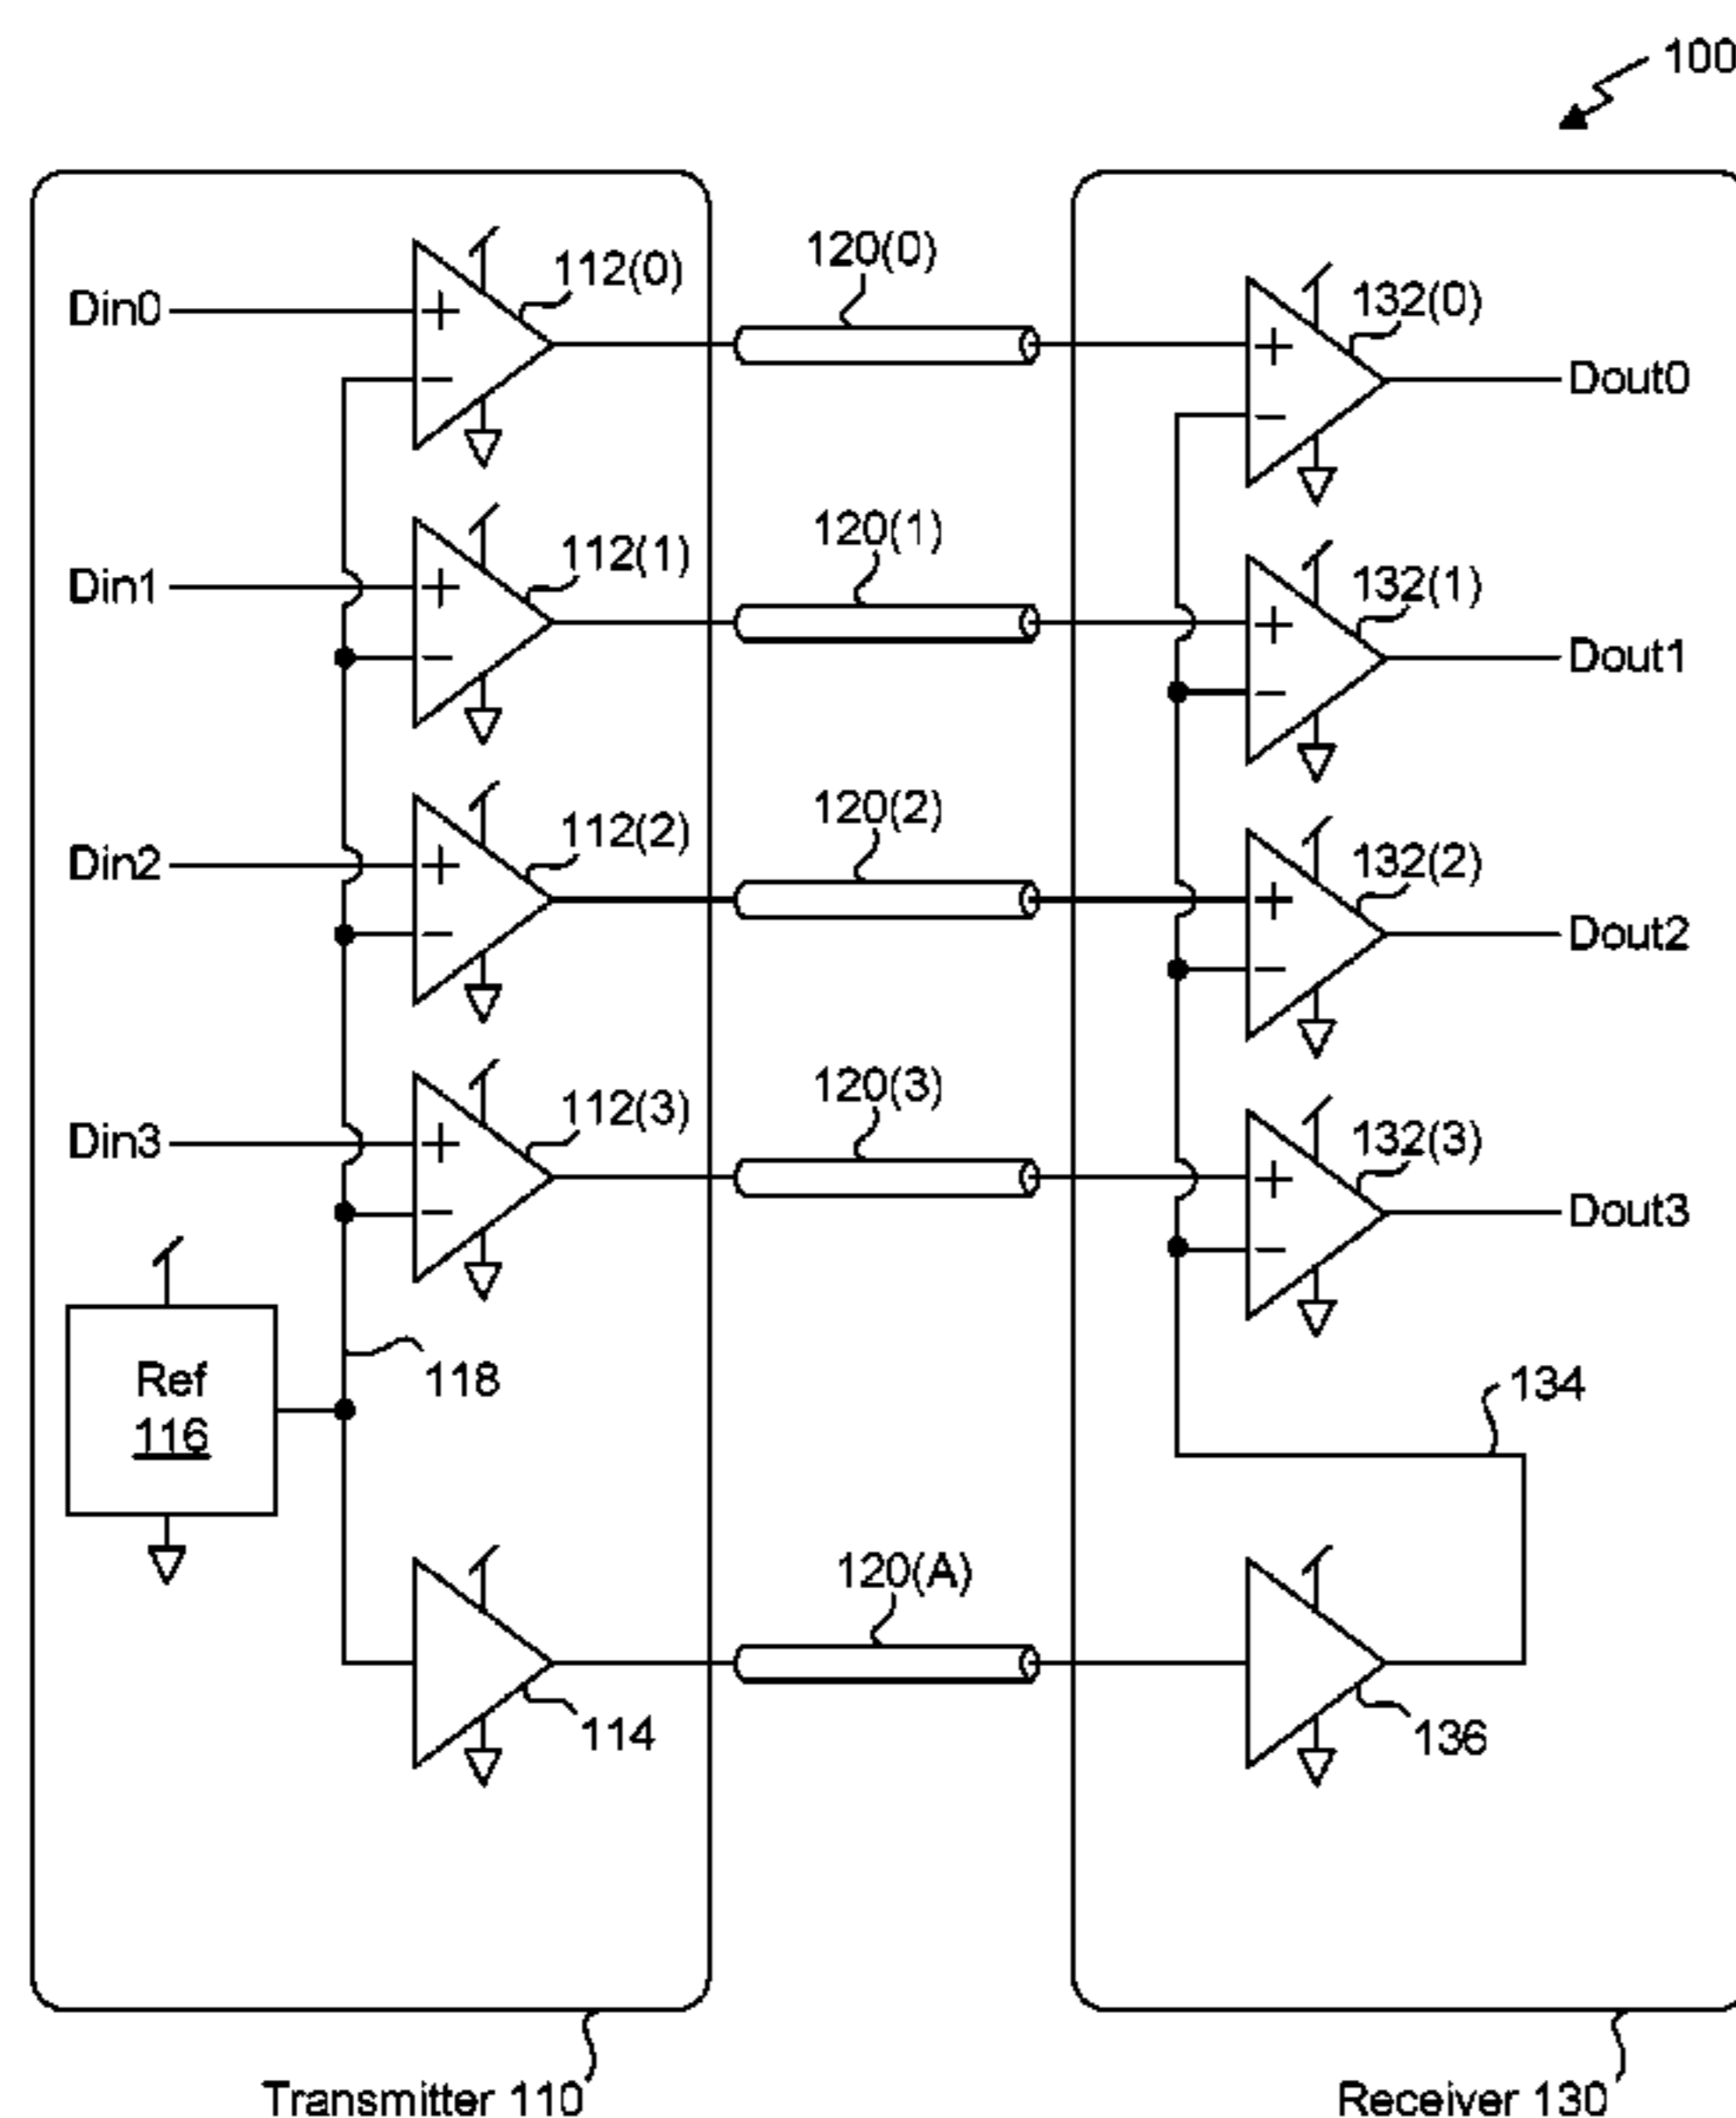 100
112(0)
120(0)
132(0)
Din0
+
−
+
−
Dout0
112(1)
120(1)
132(1)
Din1
+
−
+
−
Dout1
112(2)
120(2)
132(2)
Din2
+
−
+
−
Dout2
112(3)
120(3)
132(3)
Din3
+
−
+
−
Dout3
Ref
116
118
134
120(A)
114
136
Transmitter 110
Receiver 130